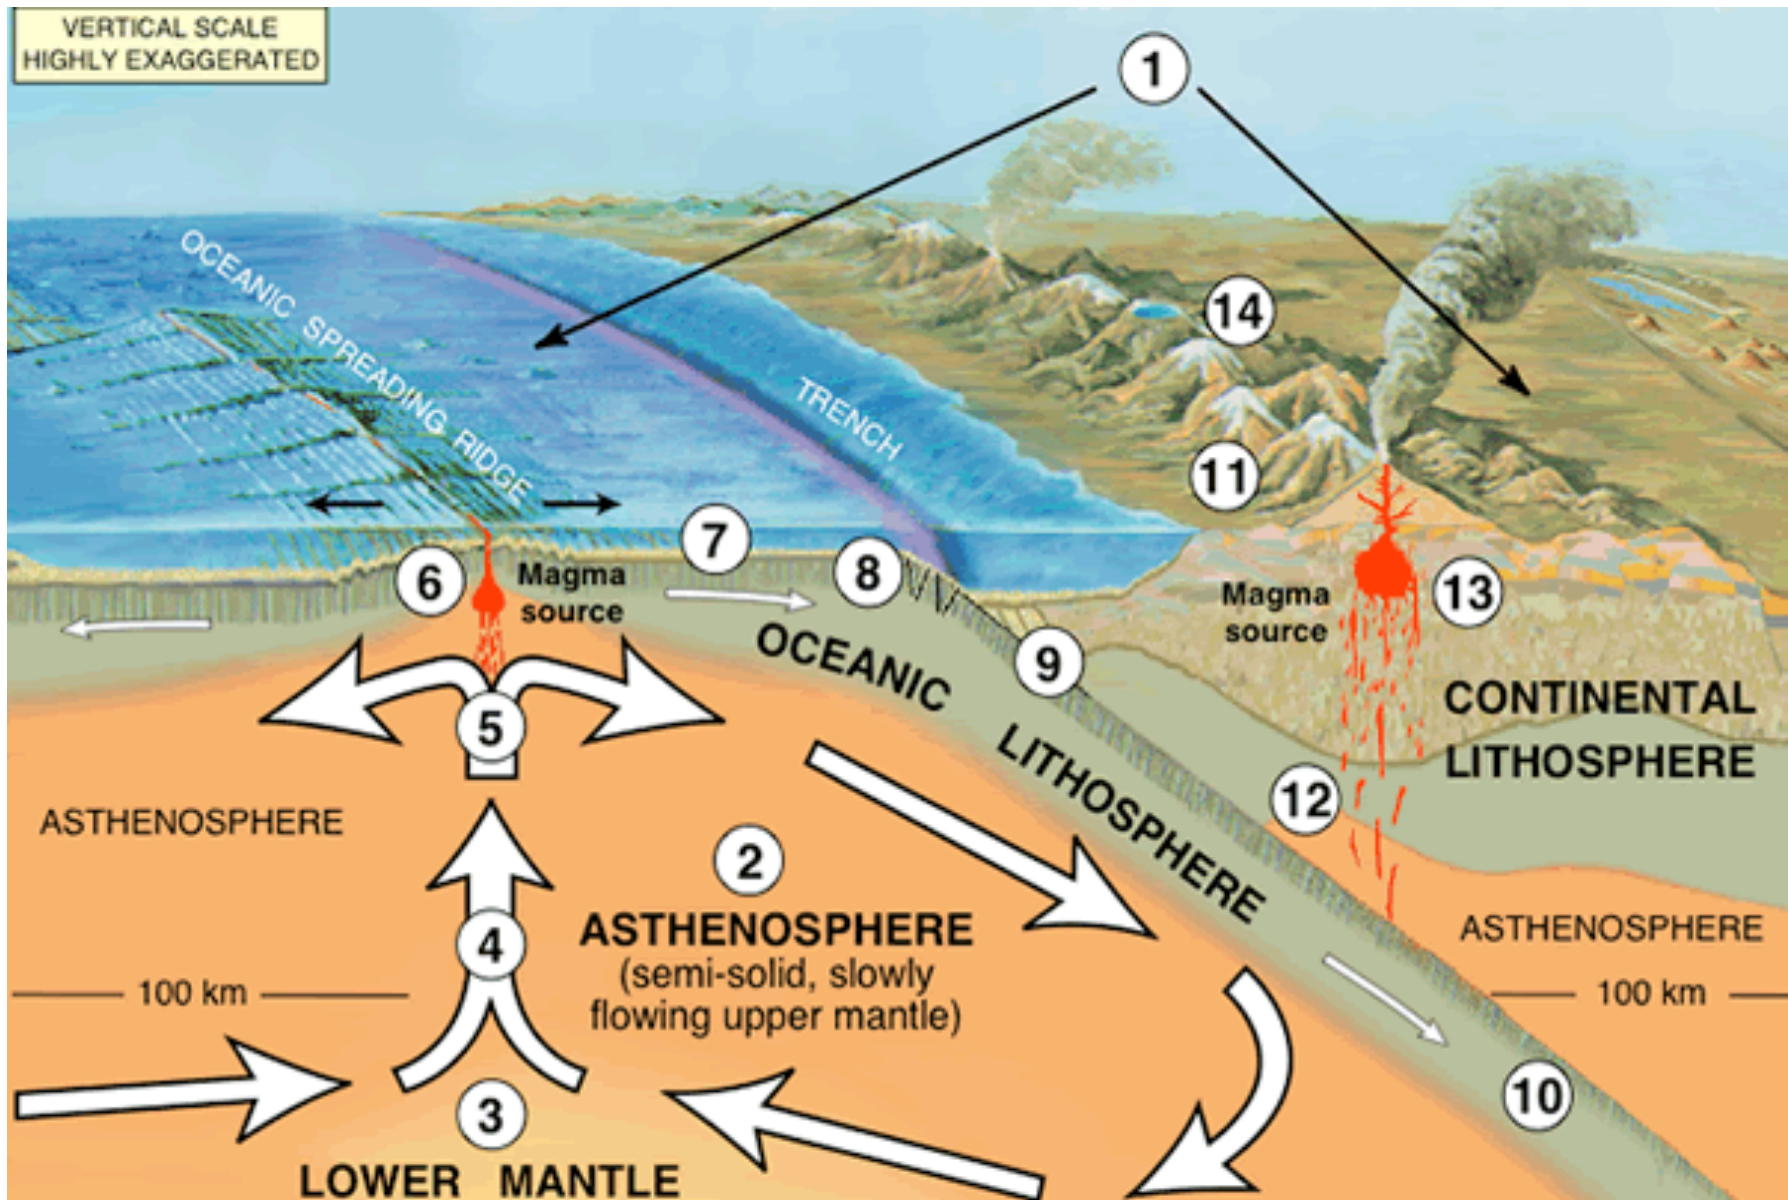 VERTICAL SCALE
HIGHLY EXAGGERATED
1
OCEANIC SPREADING RIDGE
TRENCH
14
11
6
Magma
source
7
8
9
OCEANIC LITHOSPHERE
Magma
source
13
CONTINENTAL
LITHOSPHERE
12
5
ASTHENOSPHERE
2
ASTHENOSPHERE
(semi-solid, slowly
flowing upper mantle)
4
100 km
ASTHENOSPHERE
100 km
10
3
LOWER MANTLE